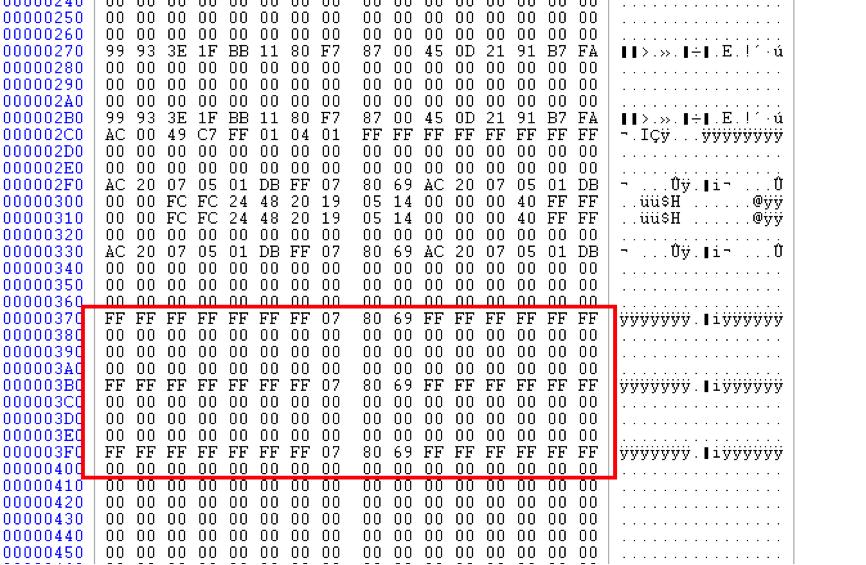 00000240 00 00 00 00 00 00 00 00 00 00 00 00 00 00 00 00 ................
00000250 00 00 00 00 00 00 00 00 00 00 00 00 00 00 00 00 ................
00000260 00 00 00 00 00 00 00 00 00 00 00 00 00 00 00 00 ................
00000270 99 93 3E 1F BB 11 80 F7 87 00 45 0D 21 91 B7 FA ▮▮>.».▮÷▮.E.!´·ú
00000280 00 00 00 00 00 00 00 00 00 00 00 00 00 00 00 00 ................
00000290 00 00 00 00 00 00 00 00 00 00 00 00 00 00 00 00 ................
000002A0 00 00 00 00 00 00 00 00 00 00 00 00 00 00 00 00 ................
000002B0 99 93 3E 1F BB 11 80 F7 87 00 45 0D 21 91 B7 FA ▮▮>.».▮÷▮.E.!´·ú
000002C0 AC 00 49 C7 FF 01 04 01 FF FF FF FF FF FF FF FF ¬.IÇÿ...ÿÿÿÿÿÿÿÿ
000002D0 00 00 00 00 00 00 00 00 00 00 00 00 00 00 00 00 ................
000002E0 00 00 00 00 00 00 00 00 00 00 00 00 00 00 00 00 ................
000002F0 AC 20 07 05 01 DB FF 07 80 69 AC 20 07 05 01 DB ¬ ...Ûÿ.▮i¬ ...Û
00000300 00 00 FC FC 24 48 20 19 05 14 00 00 00 40 FF FF ..üü$H .......@ÿÿ
00000310 00 00 FC FC 24 48 20 19 05 14 00 00 00 40 FF FF ..üü$H .......@ÿÿ
00000320 00 00 00 00 00 00 00 00 00 00 00 00 00 00 00 00 ................
00000330 AC 20 07 05 01 DB FF 07 80 69 AC 20 07 05 01 DB ¬ ...Ûÿ.▮i¬ ...Û
00000340 00 00 00 00 00 00 00 00 00 00 00 00 00 00 00 00 ................
00000350 00 00 00 00 00 00 00 00 00 00 00 00 00 00 00 00 ................
00000360 00 00 00 00 00 00 00 00 00 00 00 00 00 00 00 00 ................
00000370 FF FF FF FF FF FF FF 07 80 69 FF FF FF FF FF FF ÿÿÿÿÿÿÿ.▮iÿÿÿÿÿÿ
00000380 00 00 00 00 00 00 00 00 00 00 00 00 00 00 00 00 ................
00000390 00 00 00 00 00 00 00 00 00 00 00 00 00 00 00 00 ................
000003A0 00 00 00 00 00 00 00 00 00 00 00 00 00 00 00 00 ................
000003B0 FF FF FF FF FF FF FF 07 80 69 FF FF FF FF FF FF ÿÿÿÿÿÿÿ.▮iÿÿÿÿÿÿ
000003C0 00 00 00 00 00 00 00 00 00 00 00 00 00 00 00 00 ................
000003D0 00 00 00 00 00 00 00 00 00 00 00 00 00 00 00 00 ................
000003E0 00 00 00 00 00 00 00 00 00 00 00 00 00 00 00 00 ................
000003F0 FF FF FF FF FF FF FF 07 80 69 FF FF FF FF FF FF ÿÿÿÿÿÿÿ.▮iÿÿÿÿÿÿ
00000400 00 00 00 00 00 00 00 00 00 00 00 00 00 00 00 00 ................
00000410 00 00 00 00 00 00 00 00 00 00 00 00 00 00 00 00 ................
00000420 00 00 00 00 00 00 00 00 00 00 00 00 00 00 00 00 ................
00000430 00 00 00 00 00 00 00 00 00 00 00 00 00 00 00 00 ................
00000440 00 00 00 00 00 00 00 00 00 00 00 00 00 00 00 00 ................
00000450 00 00 00 00 00 00 00 00 00 00 00 00 00 00 00 00 ................